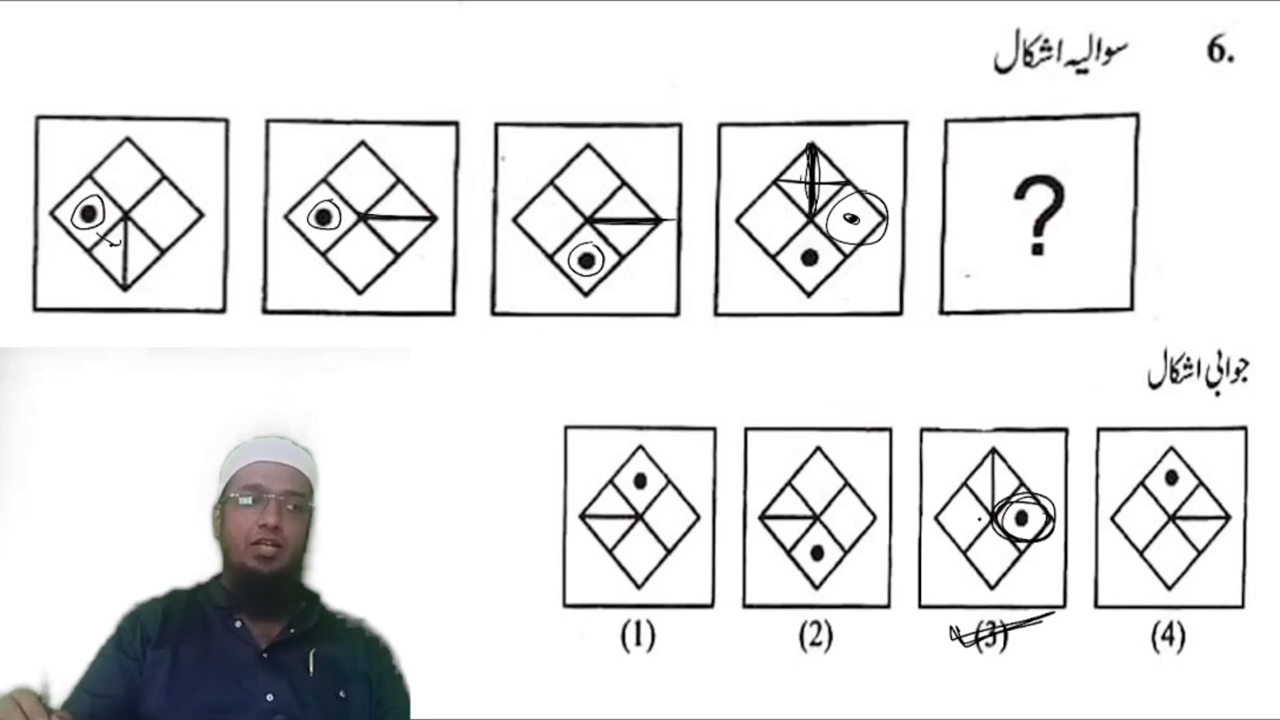 6. سوالیہ اشکال
?
جوابی اشکال
(1) (2) (3) (4)